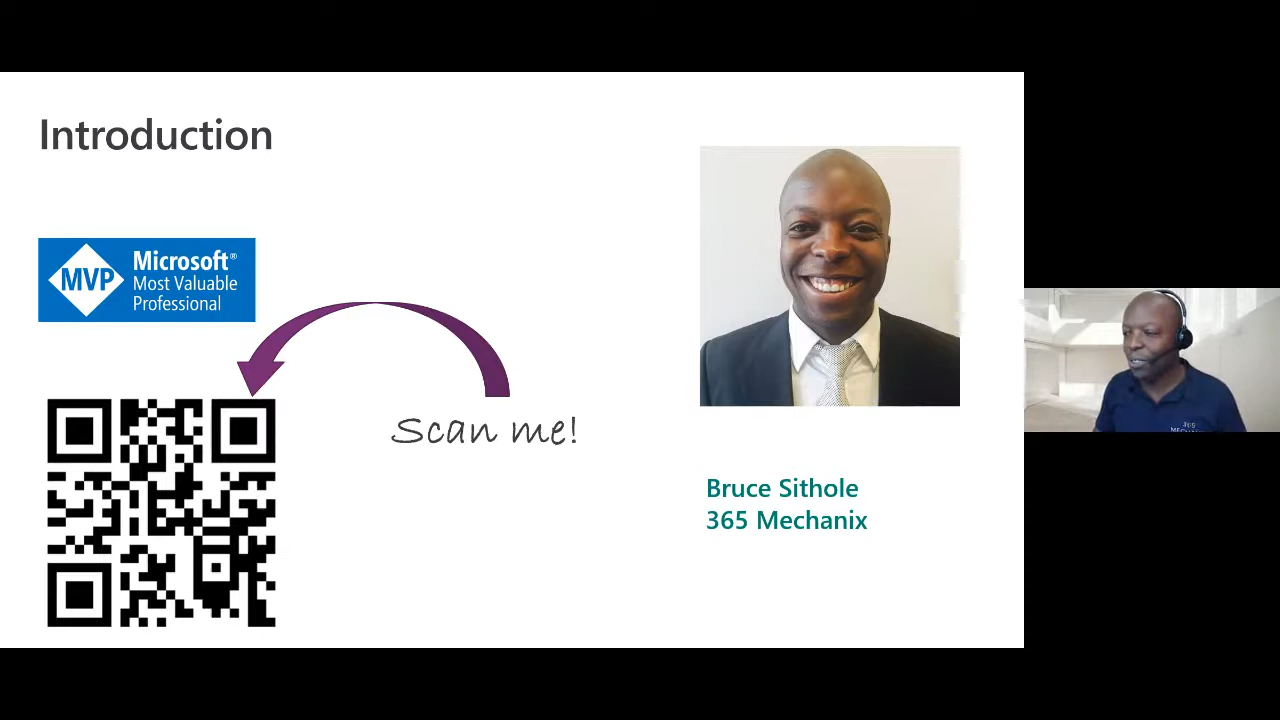 Introduction
MVP
Microsoft®
Most Valuable
Professional
Scan me!
Bruce Sithole
365 Mechanix